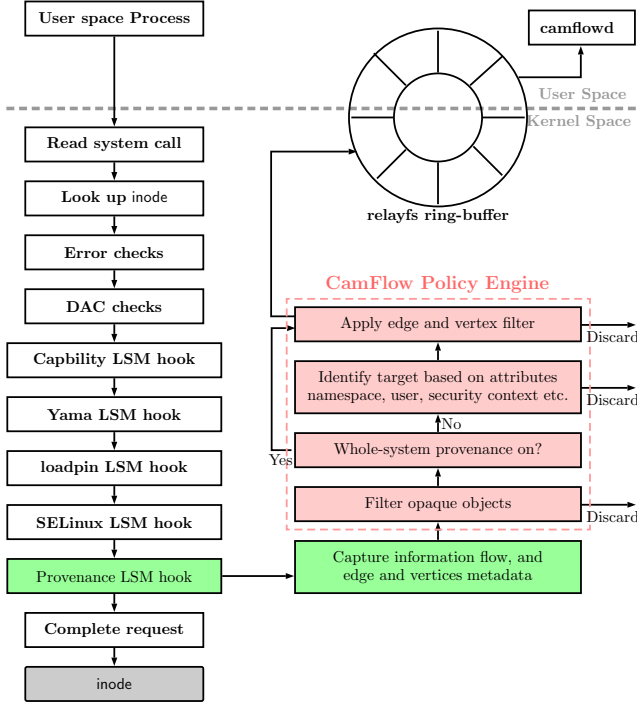 User space Process
camflowd
User Space
Kernel Space
Read system call
Look up inode
Error checks
DAC checks
Capbility LSM hook
Yama LSM hook
loadpin LSM hook
SELinux LSM hook
Provenance LSM hook
Complete request
inode
relayfs ring-buffer
CamFlow Policy Engine
Apply edge and vertex filter
Discard
Identify target based on attributes
namespace, user, security context etc.
Discard
No
Yes
Whole-system provenance on?
Filter opaque objects
Discard
Capture information flow, and
edge and vertices metadata